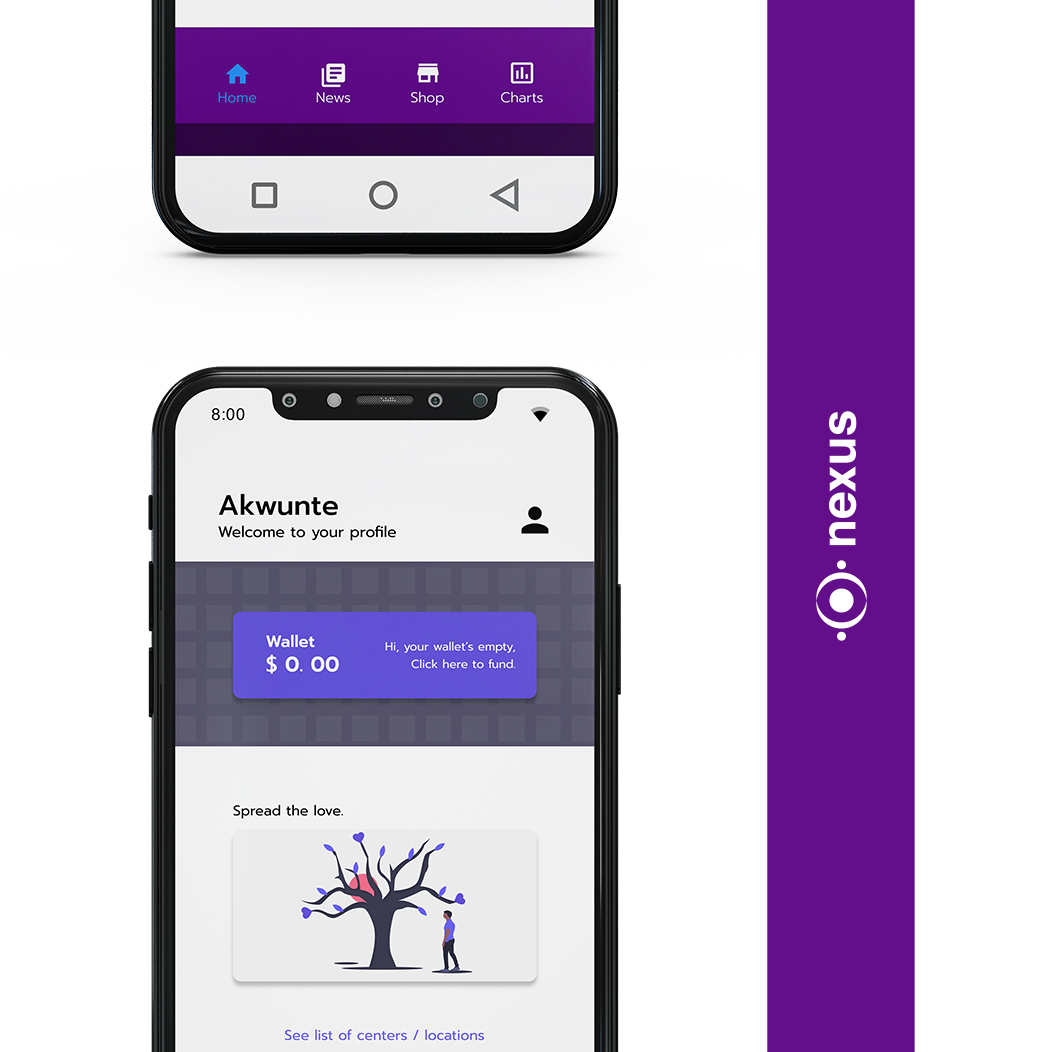 Home
News
Shop
Charts
8:00
Akwunte
Welcome to your profile
Wallet
$ 0. 00
Hi, your wallet's empty,
Click here to fund.
Spread the love.
See list of centers / locations
nexus